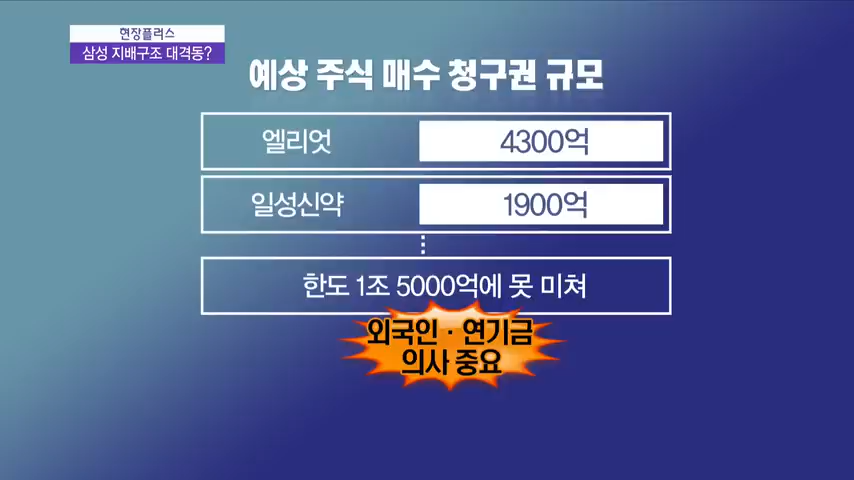 현장플러스
삼성 지배구조 대격동?
예상 주식 매수 청구권 규모
엘리엇 4300억
일성신약 1900억
한도 1조 5000억에 못 미쳐
외국인·연기금
의사 중요